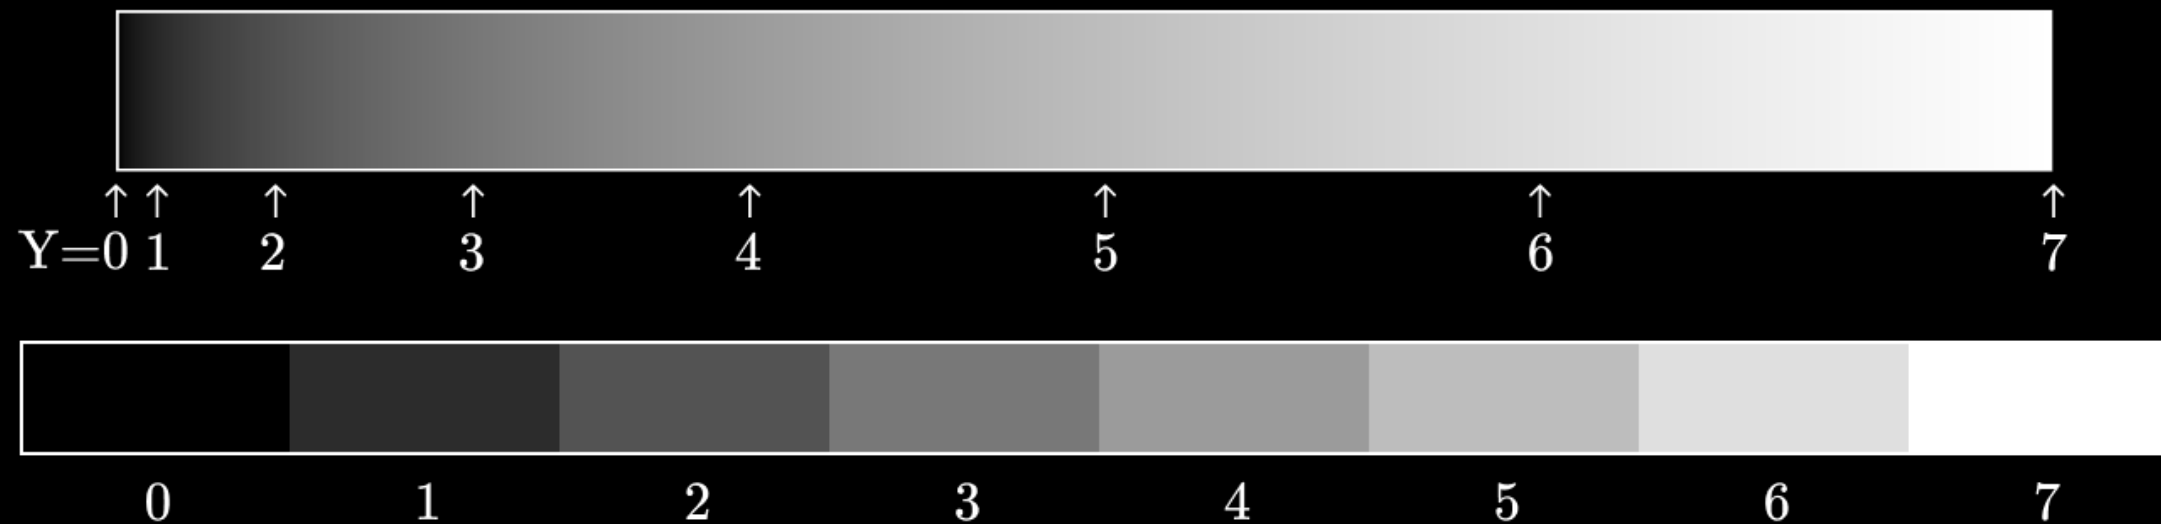 ↑ ↑ ↑ ↑ ↑ ↑ ↑ ↑
Y=0 1 2 3 4 5 6 7
0 1 2 3 4 5 6 7